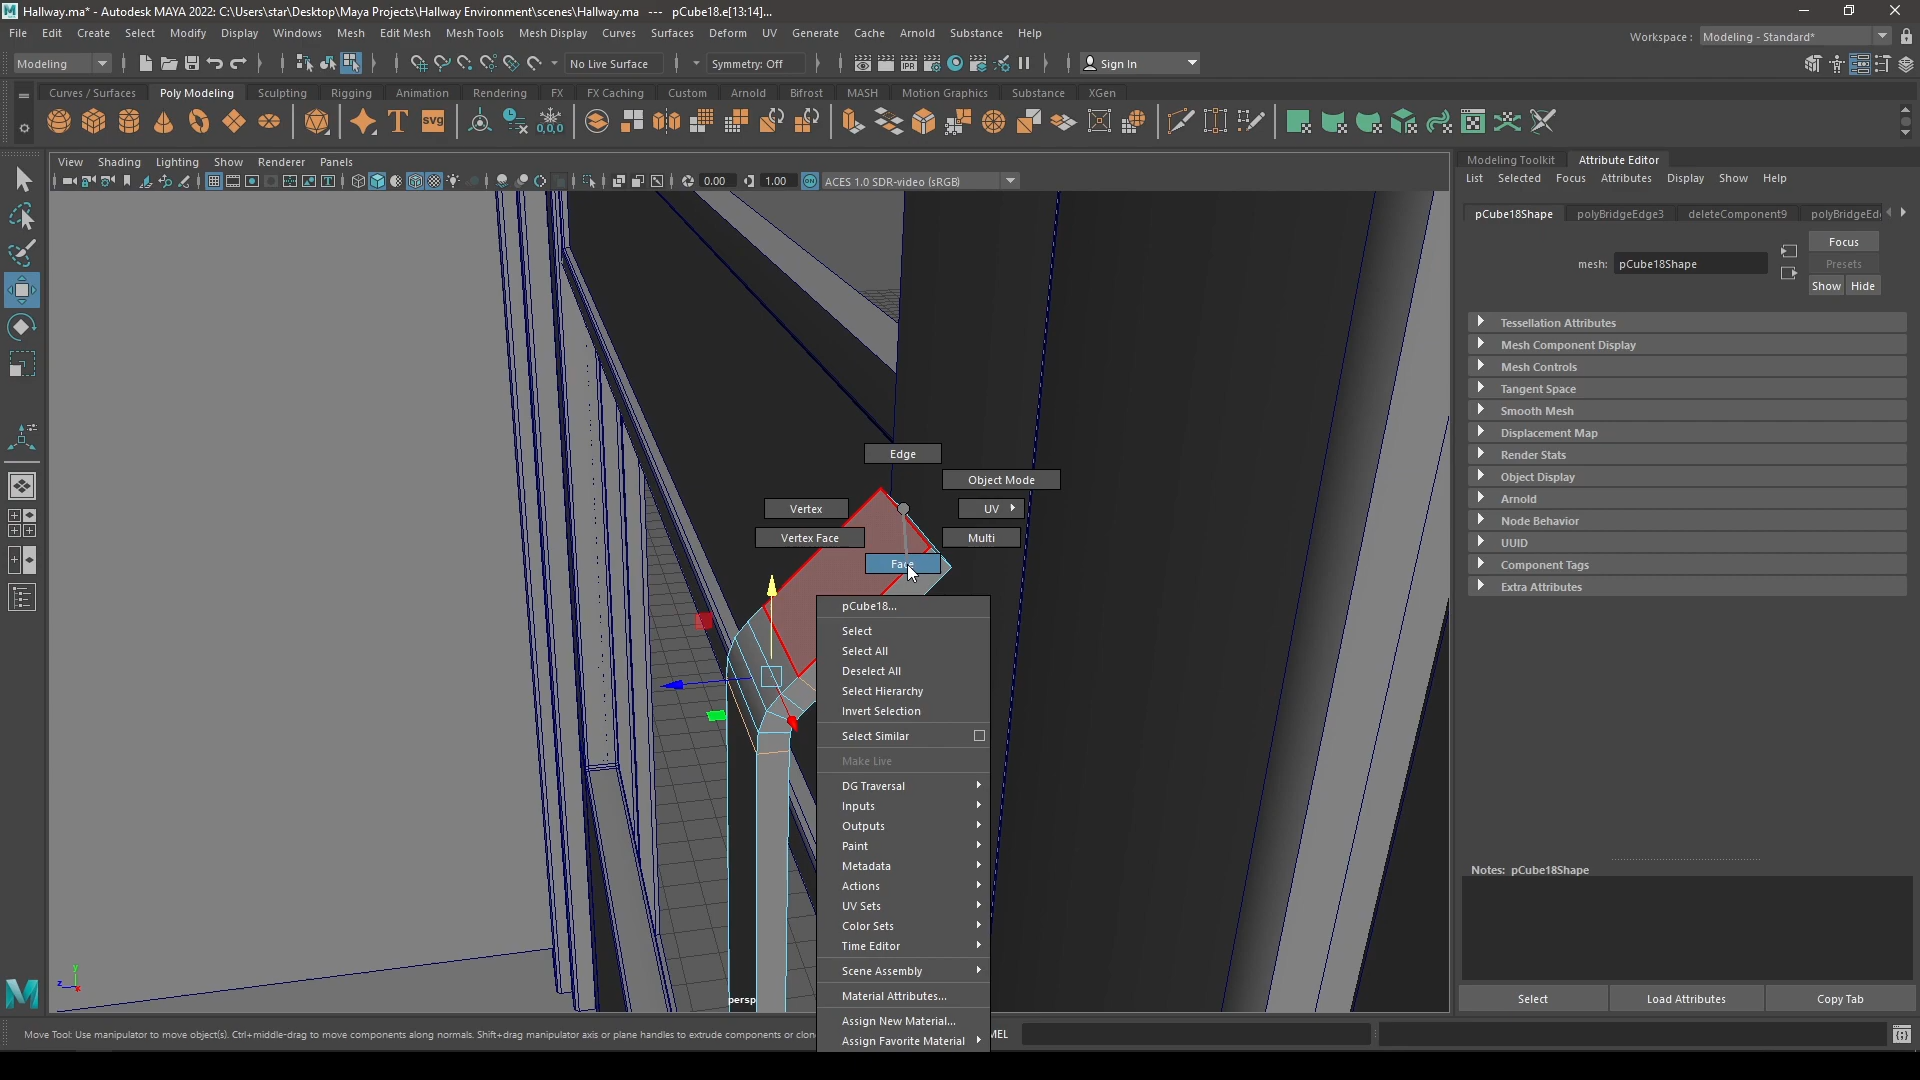 Hallway.ma* - Autodesk MAYA 2022: C:\Users\star\Desktop\Maya Projects\Hallway Environment\scenes\Hallway.ma --- pCube18.e[13:14]...
File Edit Create Select Modify Display Windows Mesh Edit Mesh Mesh Tools Mesh Display Curves Surfaces Deform UV Generate Cache Arnold Substance Help
Workspace : Modeling - Standard*
Modeling No Live Surface Symmetry: Off Sign In
Curves / Surfaces Poly Modeling Sculpting Rigging Animation Rendering FX FX Caching Custom Arnold Bifrost MASH Motion Graphics Substance XGen
View Shading Lighting Show Renderer Panels
0.00 1.00 ACES 1.0 SDR-video (sRGB)
Modeling Toolkit Attribute Editor
List Selected Focus Attributes Display Show Help
pCube18Shape polyBridgeEdge3 deleteComponent9 polyBridgeEd
mesh: pCube18Shape
Focus
Presets
Show Hide
Tessellation Attributes
Mesh Component Display
Mesh Controls
Tangent Space
Smooth Mesh
Displacement Map
Render Stats
Object Display
Arnold
Node Behavior
UUID
Component Tags
Extra Attributes
Notes: pCube18Shape
Select Load Attributes Copy Tab
Edge
Object Mode
Vertex
UV
Vertex Face
Multi
Face
pCube18...
Select
Select All
Deselect All
Select Hierarchy
Invert Selection
Select Similar
Make Live
DG Traversal
Inputs
Outputs
Paint
Metadata
Actions
UV Sets
Color Sets
Time Editor
Scene Assembly
Material Attributes...
Assign New Material...
Assign Favorite Material
persp
y
z
x
Move Tool: Use manipulator to move object(s). Ctrl+middle-drag to move components along normals. Shift+drag manipulator axis or plane handles to extrude components or clon
MEL